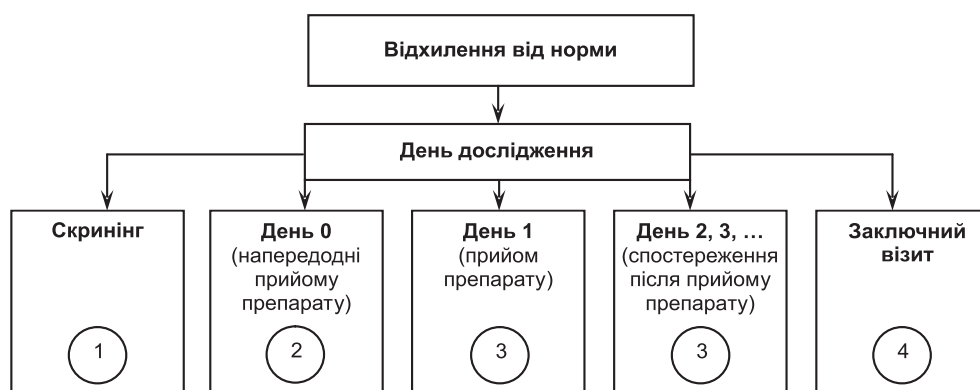 Відхилення від норми
День дослідження
Скринінг
1
День 0
(напередодні
прийому
препарату)
2
День 1
(прийом
препарату)
3
День 2, 3, …
(спостереження
після прийому
препарату)
3
Заключний
візит
4